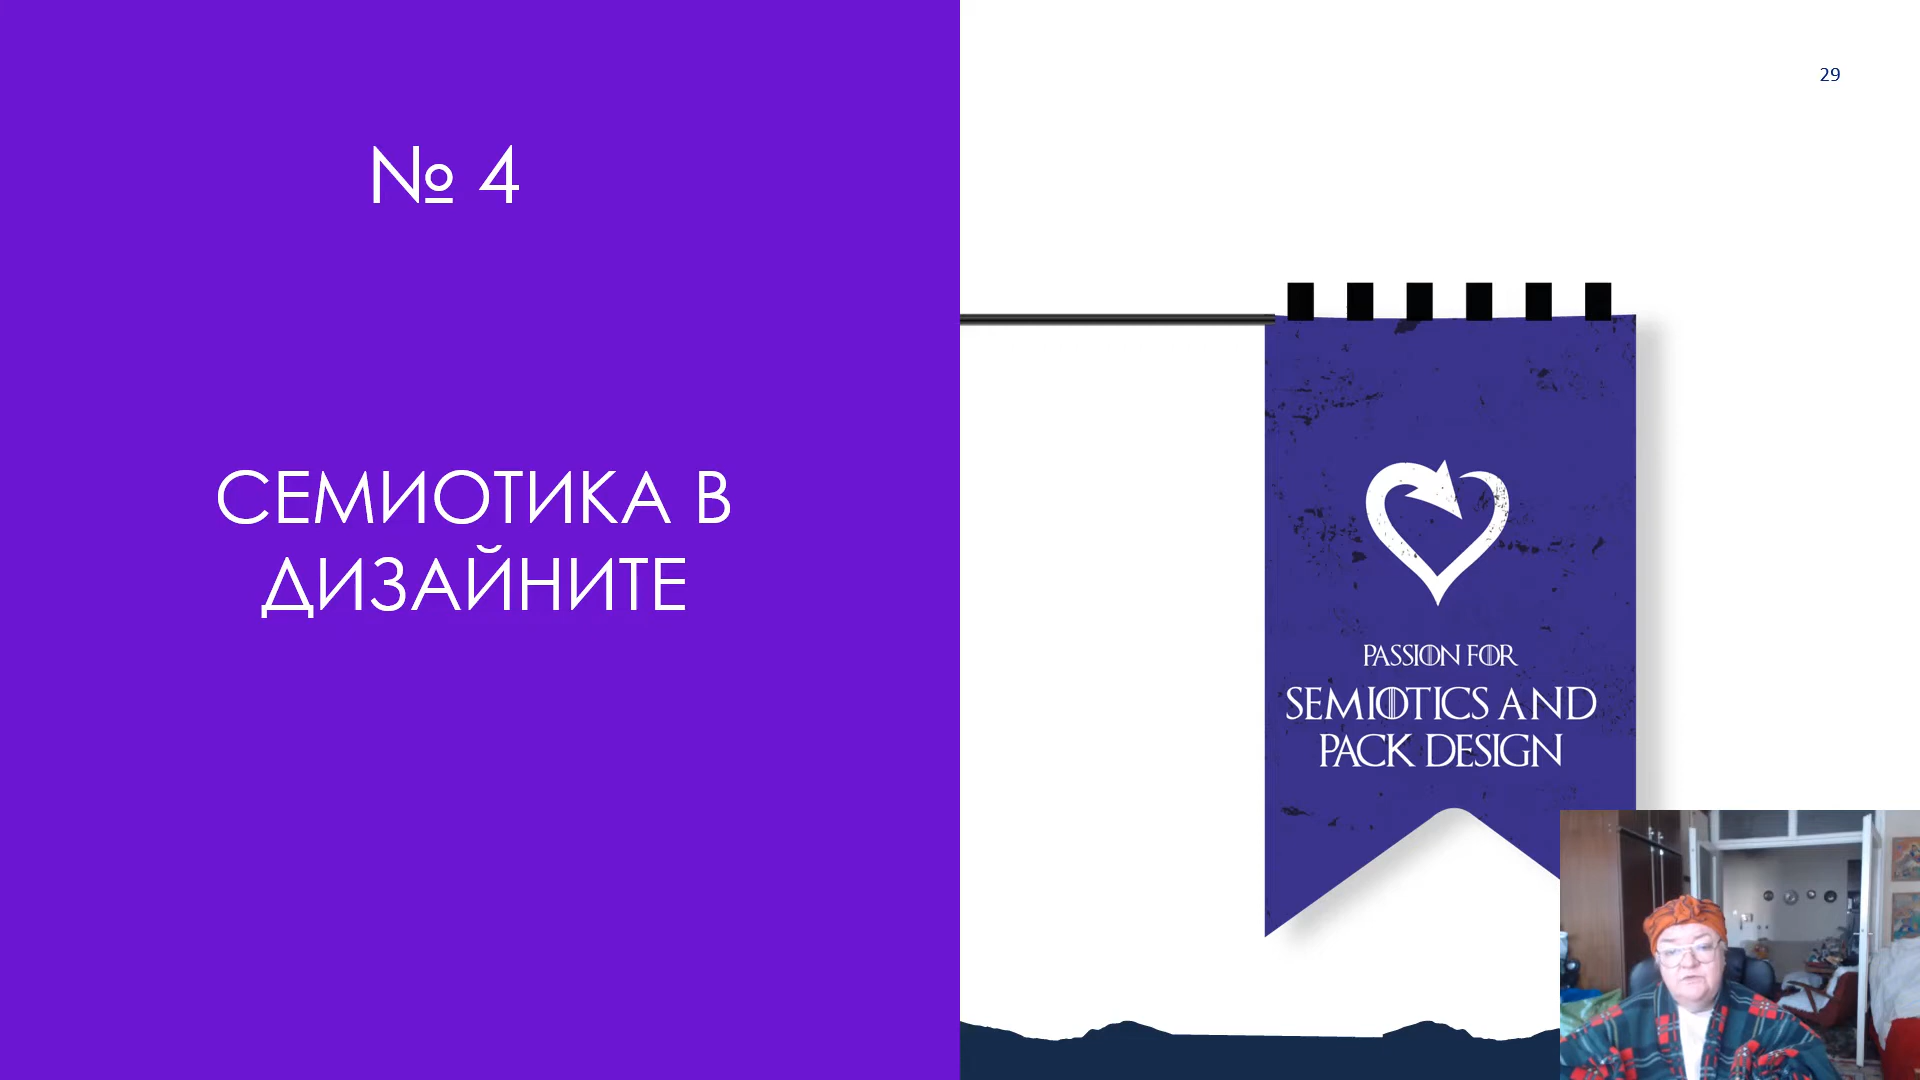 29
№ 4
СЕМИОТИКА В
ДИЗАЙНИТЕ
PASSION FOR
SEMIOTICS AND
PACK DESIGN